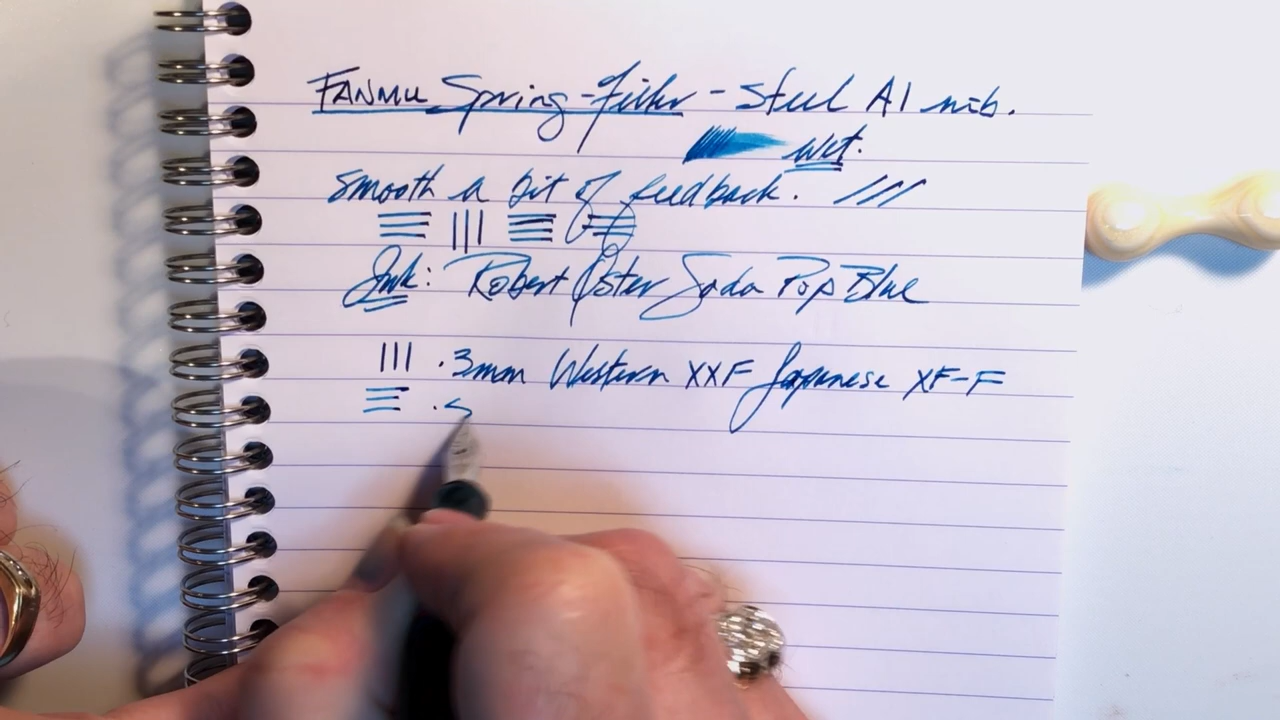 FANMU Spring-Filler - Steel A1 nib.
Wet.
Smooth a bit of feedback.
Ink: Robert Oster Soda Pop Blue
.3mm Western XXF Japanese XF-F
.5